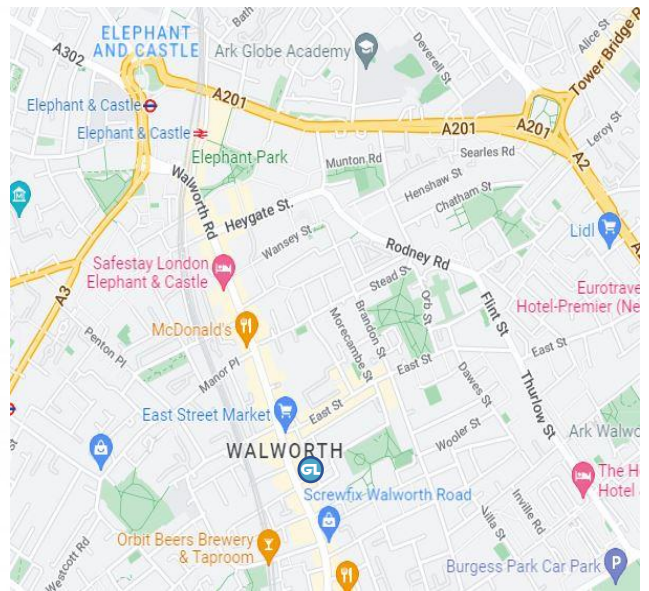 Bath
ELEPHANT
AND CASTLE
A302
Ark Globe Academy
Deverell St
Alice St
Tower Bridge R
Elephant & Castle
A201
Elephant & Castle
A201
A201
Leroy St
Elephant Park
Munton Rd
Searles Rd
A2
Walworth Rd
Henshaw St
Chatham St
Heygate St.
Wansey St
Lidl
Rodney Rd
A2
Safestay London
Elephant & Castle
Stead St
Orb St
Flint St
Eurotrave
Hotel-Premier (Ne
A3
McDonald's
Brandon St
Morecambe St
Penton Pl
Manor Pl
East St
East St
Dawes St
Thurlow St
East Street Market
East St
Ark Walwo
WALWORTH
Wooler St
GL
The H
Hotel
Screwfix Walworth Road
Villa St
Inville Rd
Orbit Beers Brewery
& Taproom
Westcott Rd
Burgess Park Car Park
P